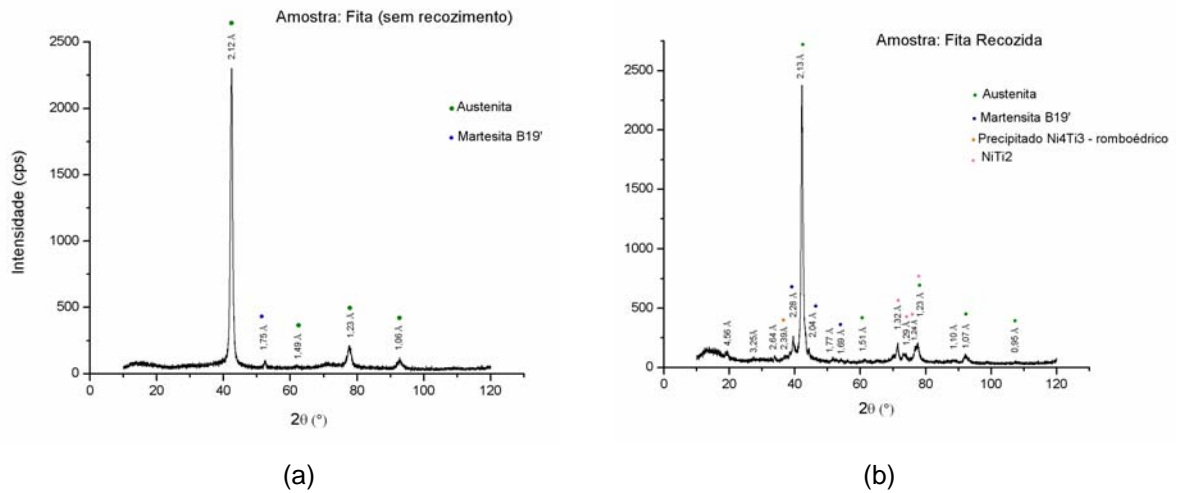 Amostra: Fita (sem recozimento)
2500
2000
1500
1000
500
0
Intensidade (cps)
2,12 Å
1,75 Å
1,49 Å
1,23 Å
1,06 Å
Austenita
Martesita B19'
0 20 40 60 80 100 120
2θ (°)
(a)
Amostra: Fita Recozida
2500
2000
1500
1000
500
0
4,56 Å
3,25Å
2,64 Å
2,39Å
2,28 Å
2,13 Å
2,04 Å
1,77 Å
1,69 Å
1,51 Å
1,32 Å
1,29 Å
1,24 Å
1,23 Å
1,10 Å
1,07 Å
0,95 Å
Austenita
Martensita B19'
Precipitado Ni4Ti3 - romboédrico
NiTi2
0 20 40 60 80 100 120
2θ (°)
(b)